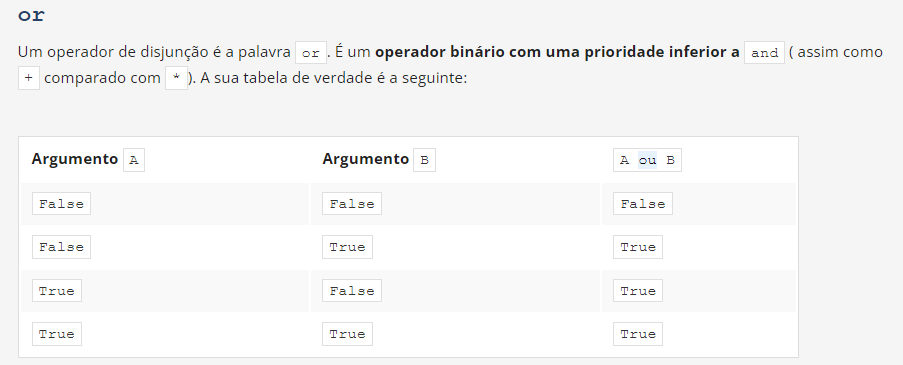 or
Um operador de disjunção é a palavra or . É um operador binário com uma prioridade inferior a and ( assim como
+ comparado com * ). A sua tabela de verdade é a seguinte:
Argumento A Argumento B A ou B
False False False
False True True
True False True
True True True